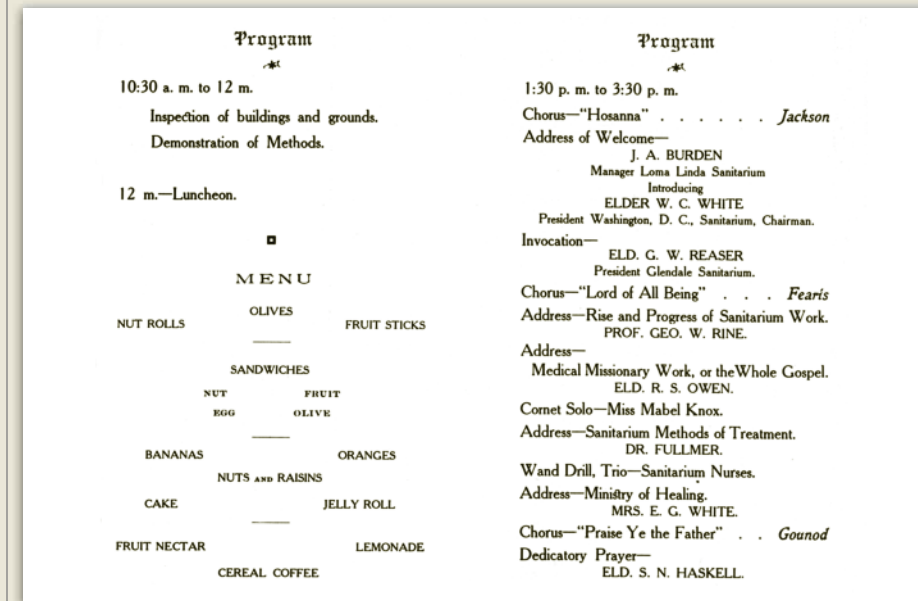 Program
10:30 a. m. to 12 m.
Inspection of buildings and grounds.
Demonstration of Methods.
12 m.—Luncheon.
MENU
OLIVES
NUT ROLLS FRUIT STICKS
SANDWICHES
NUT FRUIT
EGG OLIVE
BANANAS ORANGES
NUTS AND RAISINS
CAKE JELLY ROLL
FRUIT NECTAR LEMONADE
CEREAL COFFEE
Program
1:30 p. m. to 3:30 p. m.
Chorus—"Hosanna" . . . . . . Jackson
Address of Welcome—
J. A. BURDEN
Manager Loma Linda Sanitarium
Introducing
ELDER W. C. WHITE
President Washington, D. C., Sanitarium, Chairman.
Invocation—
ELD. G. W. REASER
President Glendale Sanitarium.
Chorus—"Lord of All Being" . . . Fearis
Address—Rise and Progress of Sanitarium Work.
PROF. GEO. W. RINE.
Address—
Medical Missionary Work, or the Whole Gospel.
ELD. R. S. OWEN.
Cornet Solo—Miss Mabel Knox.
Address—Sanitarium Methods of Treatment.
DR. FULLMER.
Wand Drill, Trio—Sanitarium Nurses.
Address—Ministry of Healing.
MRS. E. G. WHITE.
Chorus—"Praise Ye the Father" . . Gounod
Dedicatory Prayer—
ELD. S. N. HASKELL.